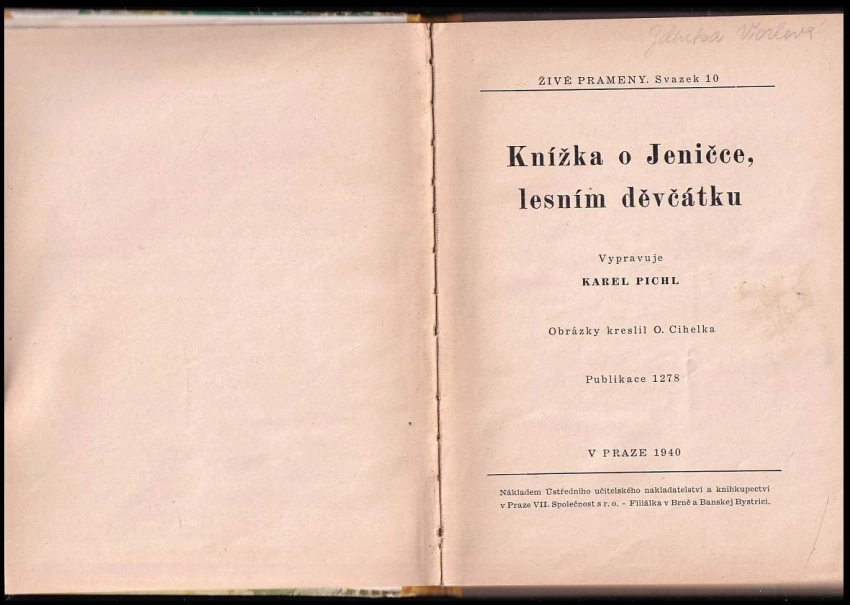 ŽIVÉ PRAMENY. Svazek 10
Knížka o Jeničce,
lesním děvčátku
Vypravuje
KAREL PICHL
Obrázky kreslil O. Cihelka
Publikace 1278
V PRAZE 1940
Nákladem Ústředního učitelského nakladatelství a knihkupectví
v Praze VII. Společnost s r. o. - Filiálka v Brně a Banskej Bystrici.